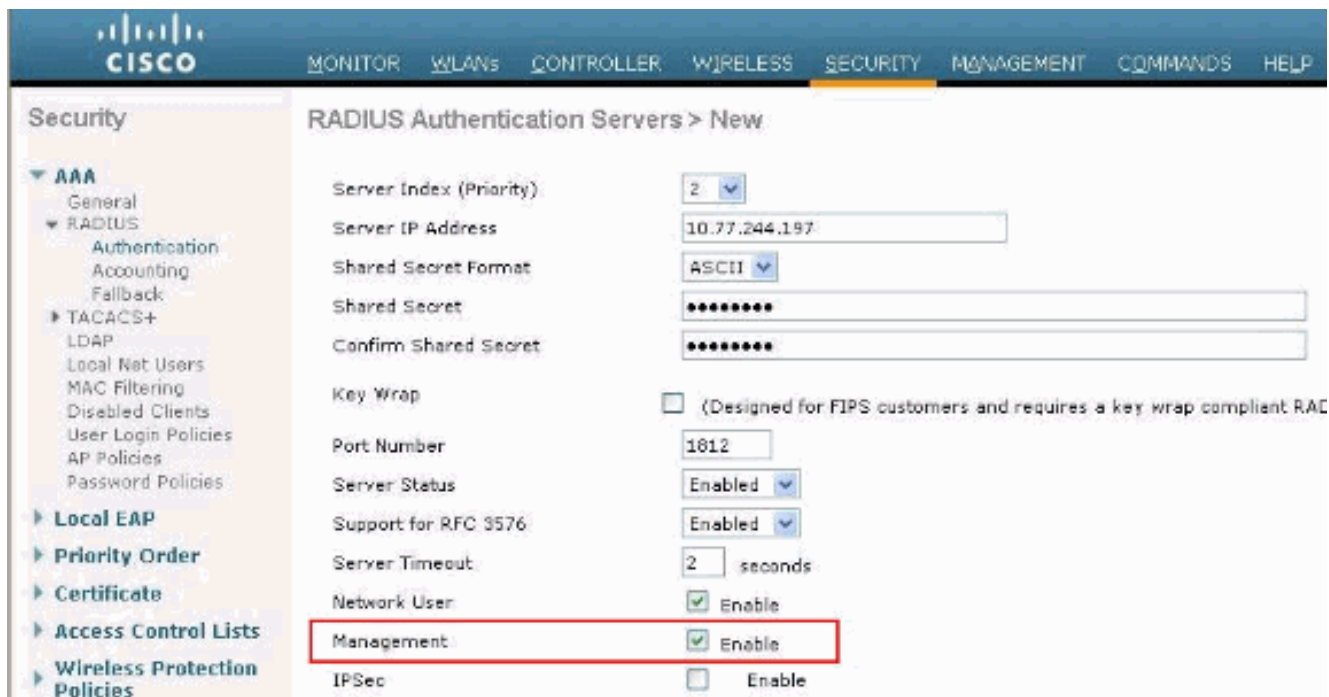 CISCO
MONITOR WLANs CONTROLLER WIRELESS SECURITY MANAGEMENT COMMANDS HELP
Security
AAA
General
RADIUS
Authentication
Accounting
Fallback
TACACS+
LDAP
Local Net Users
MAC Filtering
Disabled Clients
User Login Policies
AP Policies
Password Policies
Local EAP
Priority Order
Certificate
Access Control Lists
Wireless Protection
Policies
RADIUS Authentication Servers > New
Server Index (Priority) 2
Server IP Address 10.77.244.197
Shared Secret Format ASCII
Shared Secret ••••••••
Confirm Shared Secret ••••••••
Key Wrap (Designed for FIPS customers and requires a key wrap compliant RAD
Port Number 1812
Server Status Enabled
Support for RFC 3576 Enabled
Server Timeout 2 seconds
Network User Enable
Management Enable
IPSec Enable